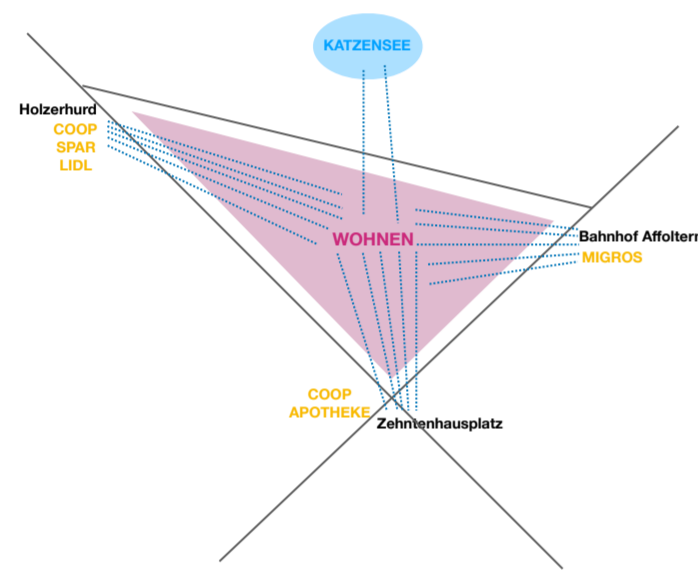 KATZENSEE
Holzerhurd
COOP
SPAR
LIDL
WOHNEN
Bahnhof Affoltern
MIGROS
COOP
APOTHEKE
Zehntenhausplatz